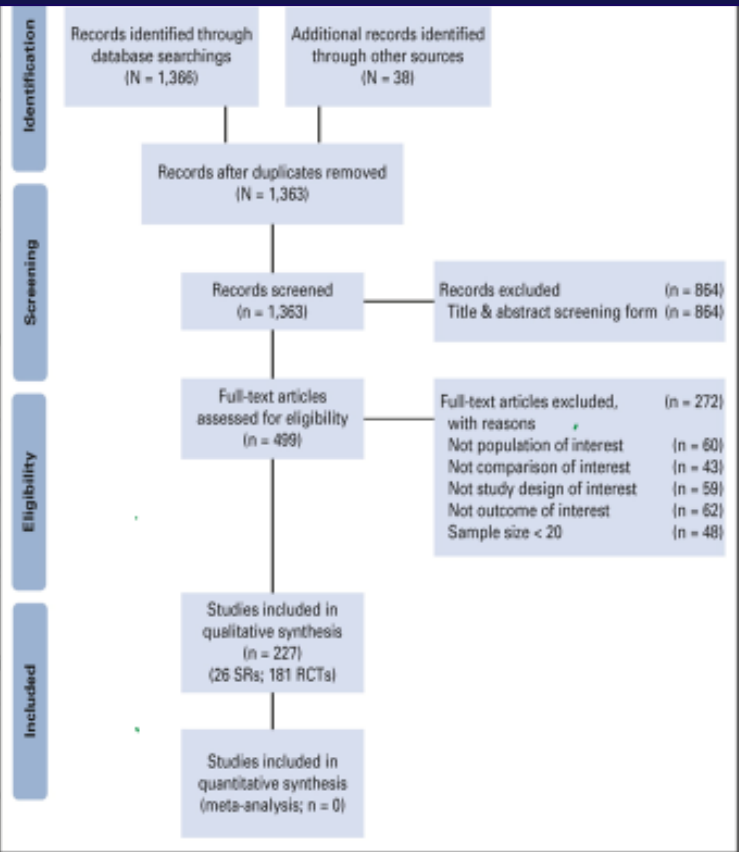 Identification
Records identified through
database searchings
(N = 1,366)
Additional records identified
through other sources
(N = 38)
Records after duplicates removed
(N = 1,363)
Screening
Records screened
(n = 1,363)
Records excluded (n = 864)
Title & abstract screening form (n = 864)
Eligibility
Full-text articles
assessed for eligibility
(n = 499)
Full-text articles excluded, (n = 272)
with reasons
Not population of interest (n = 60)
Not comparison of interest (n = 43)
Not study design of interest (n = 59)
Not outcome of interest (n = 62)
Sample size < 20 (n = 48)
Included
Studies included in
qualitative synthesis
(n = 227)
(26 SRs; 181 RCTs)
Studies included in
quantitative synthesis
(meta-analysis; n = 0)